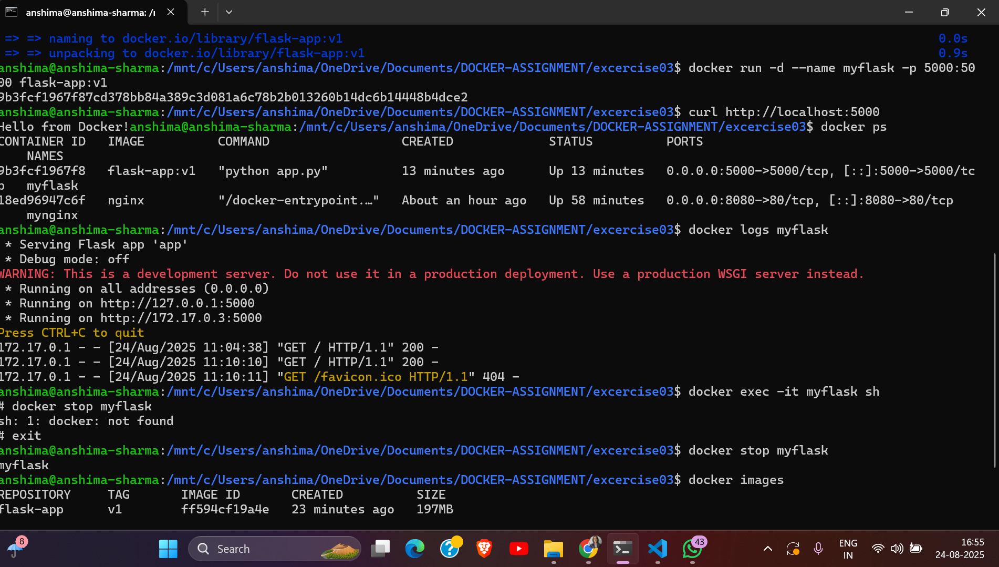 anshima@anshima-sharma: /r
=> => naming to docker.io/library/flask-app:v1 0.0s
=> => unpacking to docker.io/library/flask-app:v1 0.9s
anshima@anshima-sharma:/mnt/c/Users/anshima/OneDrive/Documents/DOCKER-ASSIGNMENT/excercise03$ docker run -d --name myflask -p 5000:50
00 flask-app:v1
9b3fcf1967f87cd378bb84a389c3d081a6c78b2b013260b14dc6b14448b4dce2
anshima@anshima-sharma:/mnt/c/Users/anshima/OneDrive/Documents/DOCKER-ASSIGNMENT/excercise03$ curl http://localhost:5000
Hello from Docker!anshima@anshima-sharma:/mnt/c/Users/anshima/OneDrive/Documents/DOCKER-ASSIGNMENT/excercise03$ docker ps
CONTAINER ID   IMAGE          COMMAND                  CREATED             STATUS          PORTS
    NAMES
9b3fcf1967f8   flask-app:v1   "python app.py"          13 minutes ago      Up 13 minutes   0.0.0.0:5000->5000/tcp, [::]:5000->5000/tc
p   myflask
18ed96947c6f   nginx          "/docker-entrypoint.…"   About an hour ago   Up 58 minutes   0.0.0.0:8080->80/tcp, [::]:8080->80/tcp
    mynginx
anshima@anshima-sharma:/mnt/c/Users/anshima/OneDrive/Documents/DOCKER-ASSIGNMENT/excercise03$ docker logs myflask
 * Serving Flask app 'app'
 * Debug mode: off
WARNING: This is a development server. Do not use it in a production deployment. Use a production WSGI server instead.
 * Running on all addresses (0.0.0.0)
 * Running on http://127.0.0.1:5000
 * Running on http://172.17.0.3:5000
Press CTRL+C to quit
172.17.0.1 - - [24/Aug/2025 11:04:38] "GET / HTTP/1.1" 200 -
172.17.0.1 - - [24/Aug/2025 11:10:10] "GET / HTTP/1.1" 200 -
172.17.0.1 - - [24/Aug/2025 11:10:11] "GET /favicon.ico HTTP/1.1" 404 -
anshima@anshima-sharma:/mnt/c/Users/anshima/OneDrive/Documents/DOCKER-ASSIGNMENT/excercise03$ docker exec -it myflask sh
# docker stop myflask
sh: 1: docker: not found
# exit
anshima@anshima-sharma:/mnt/c/Users/anshima/OneDrive/Documents/DOCKER-ASSIGNMENT/excercise03$ docker stop myflask
myflask
anshima@anshima-sharma:/mnt/c/Users/anshima/OneDrive/Documents/DOCKER-ASSIGNMENT/excercise03$ docker images
REPOSITORY     TAG       IMAGE ID       CREATED          SIZE
flask-app      v1        ff594cf19a4e   23 minutes ago   197MB
8
Search
43
ENG
IN
16:55
24-08-2025